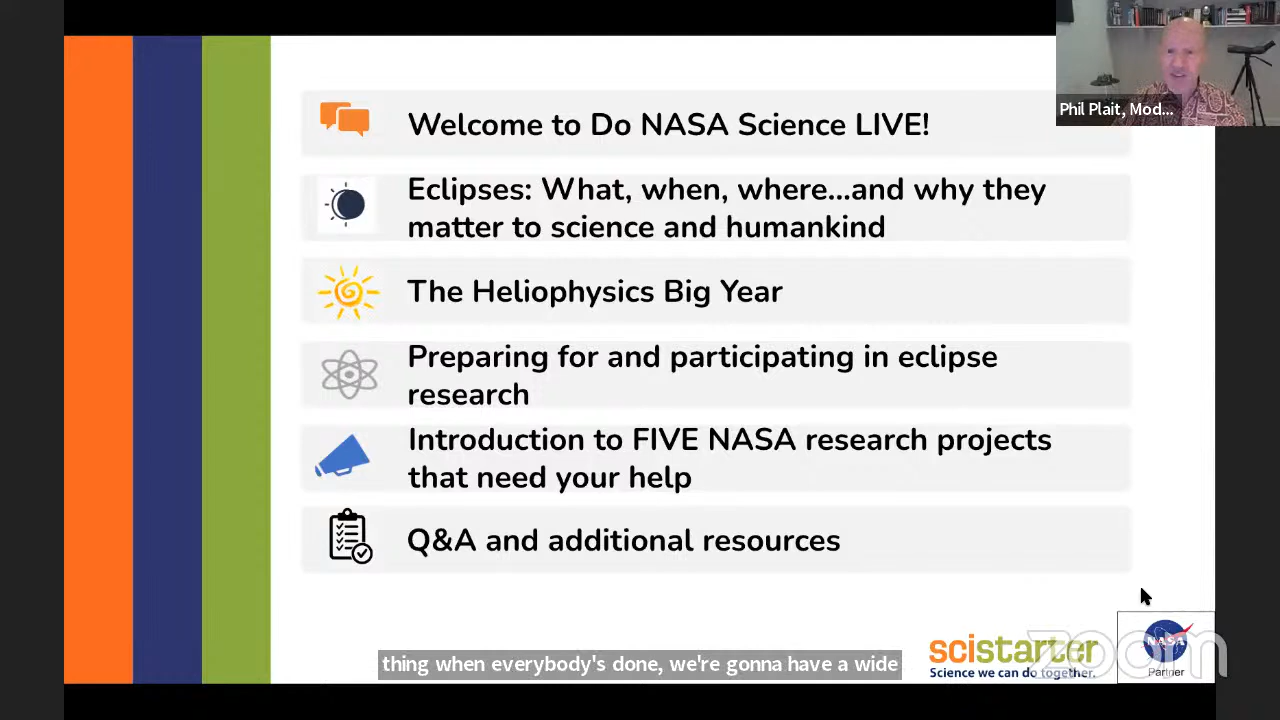 Phil Plait, Mod...
Welcome to Do NASA Science LIVE!
Eclipses: What, when, where...and why they
matter to science and humankind
The Heliophysics Big Year
Preparing for and participating in eclipse
research
Introduction to FIVE NASA research projects
that need your help
Q&A and additional resources
scistarter
Science we can do together.
NASA
Partner
zoom
thing when everybody's done, we're gonna have a wide